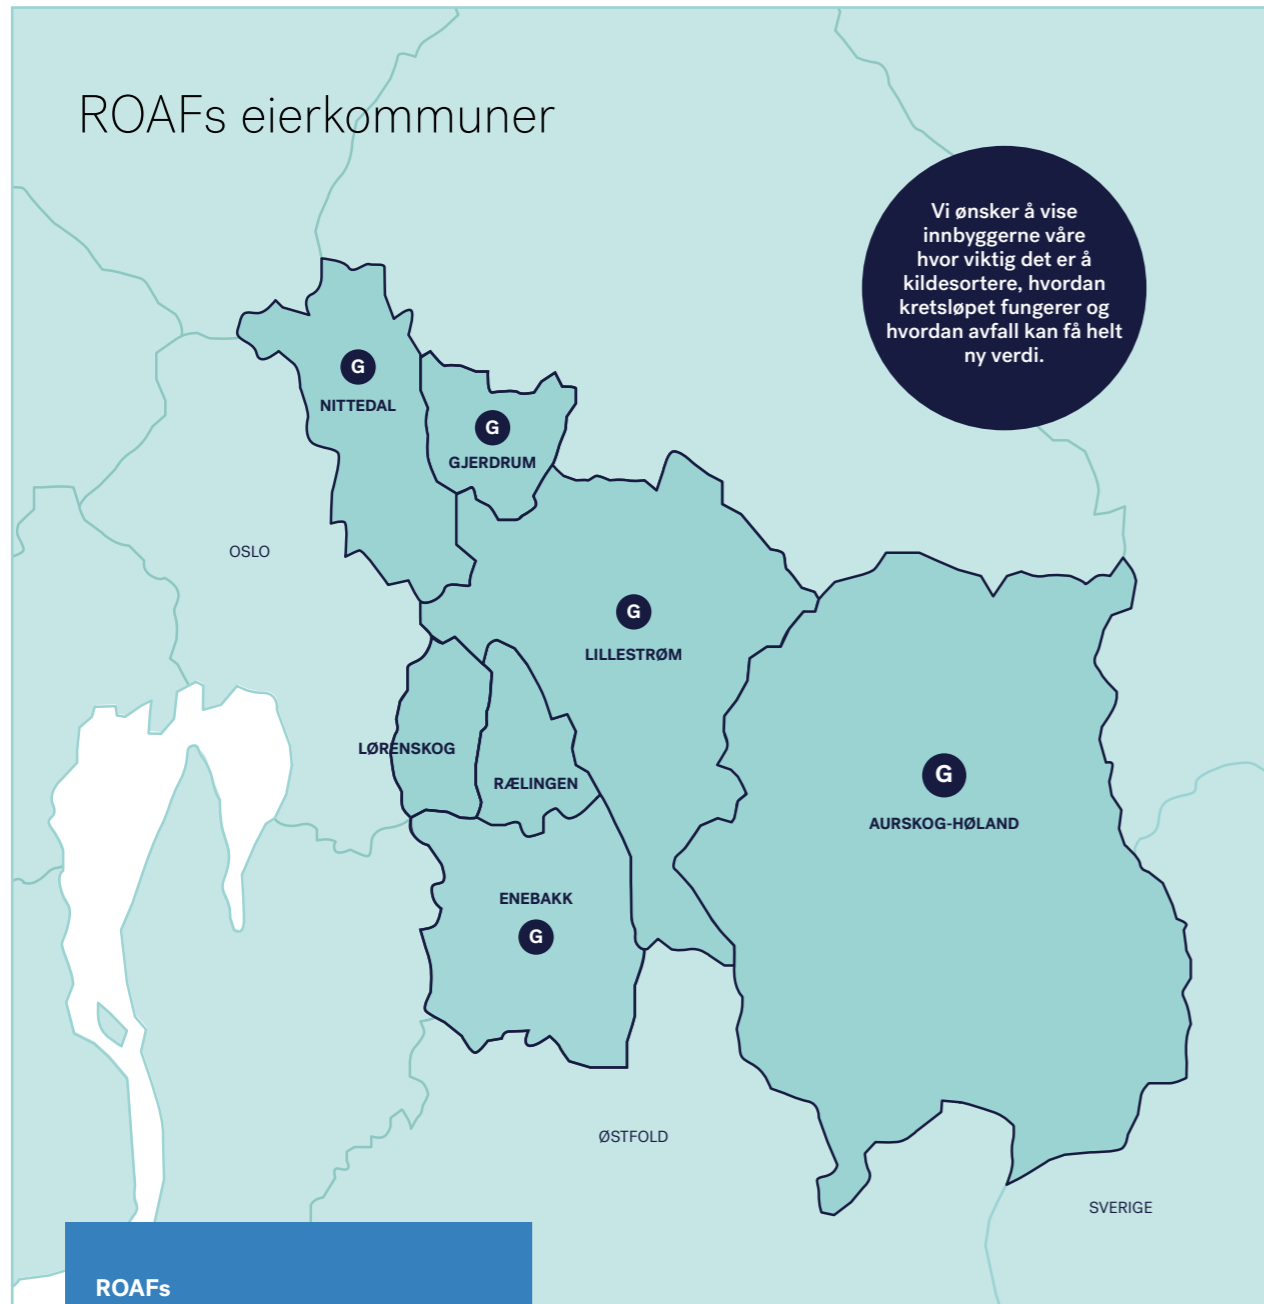 ROAFs eierkommuner
Vi ønsker å vise
innbyggerne våre
hvor viktig det er å
kildesortere, hvordan
kretsløpet fungerer og
hvordan avfall kan få helt
ny verdi.
G
NITTEDAL
G
GJERDRUM
OSLO
G
LILLESTRØM
LØRENSKOG
RÆLINGEN
G
AURSKOG-HØLAND
ENEBAKK
G
ØSTFOLD
SVERIGE
ROAFs